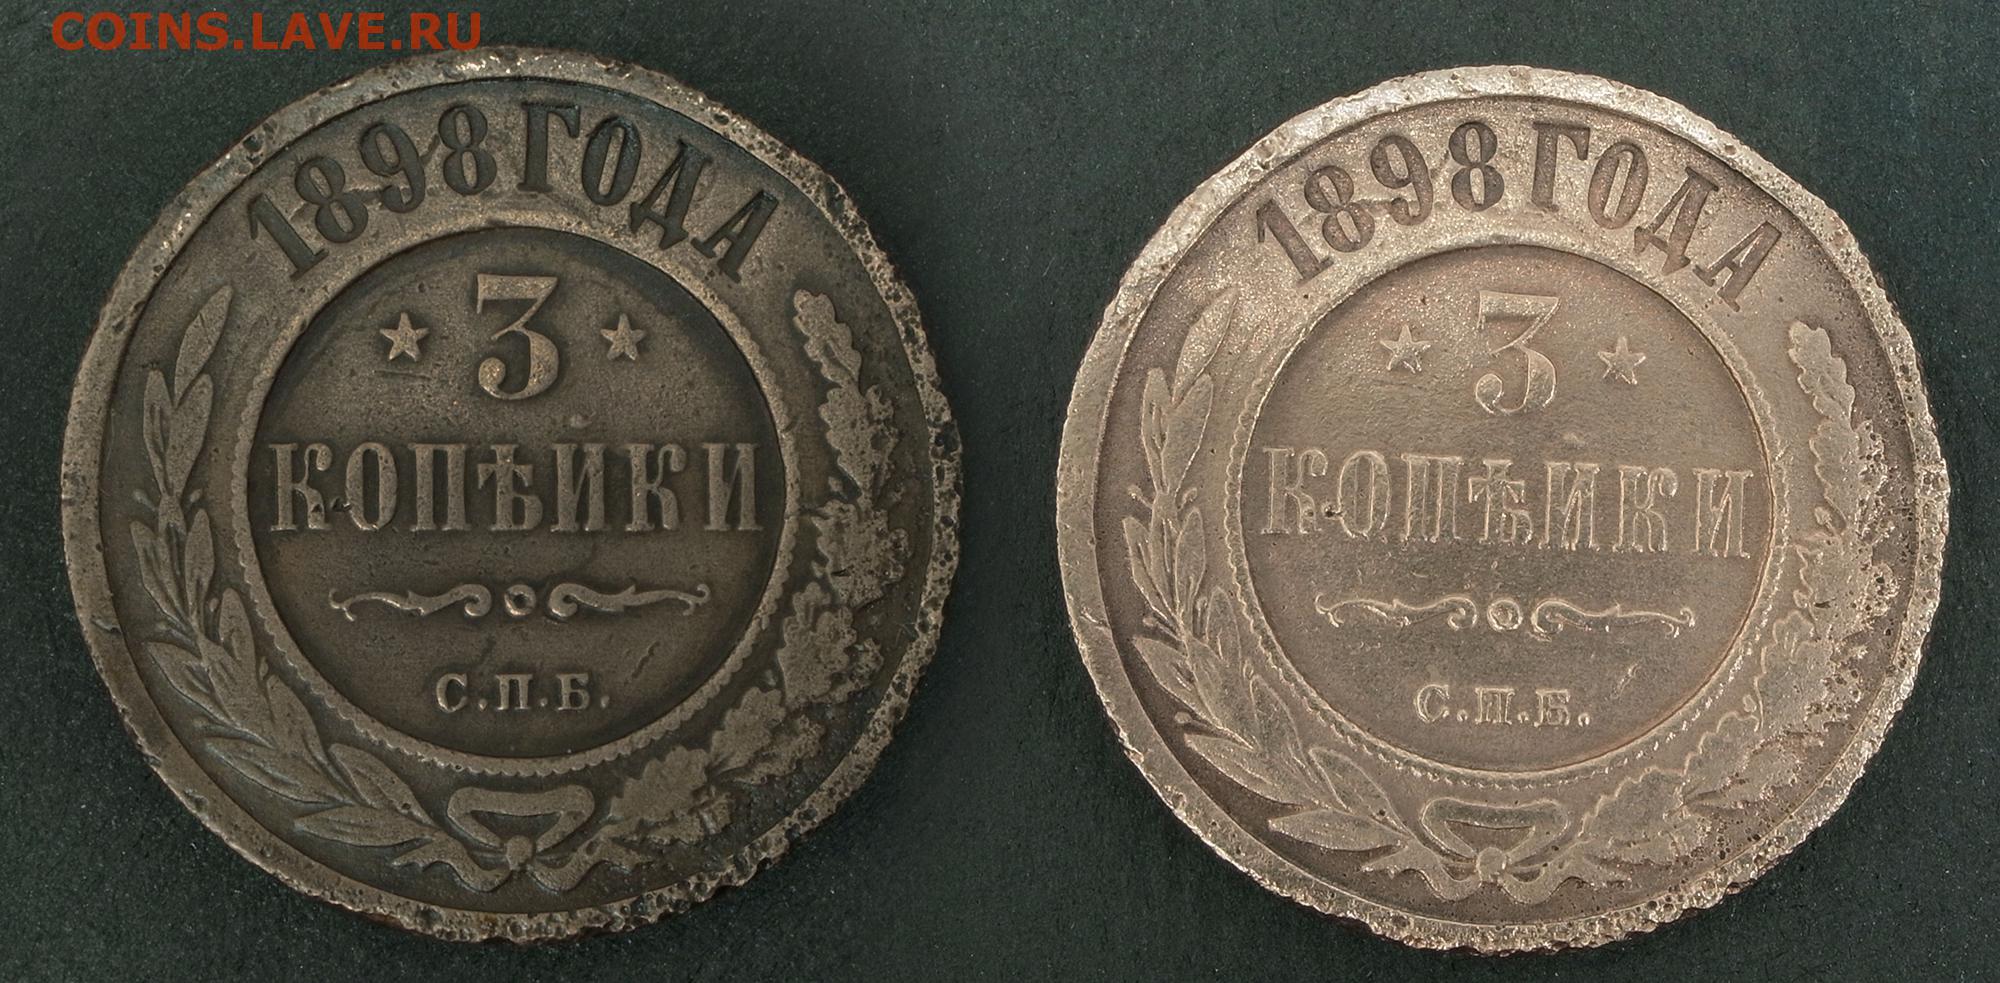 COINS.LAVE.RU
1898 ГОДА
3
КОПѢЙКИ
С.П.Б.
1898 ГОДА
3
КОПѢЙКИ
С.П.Б.